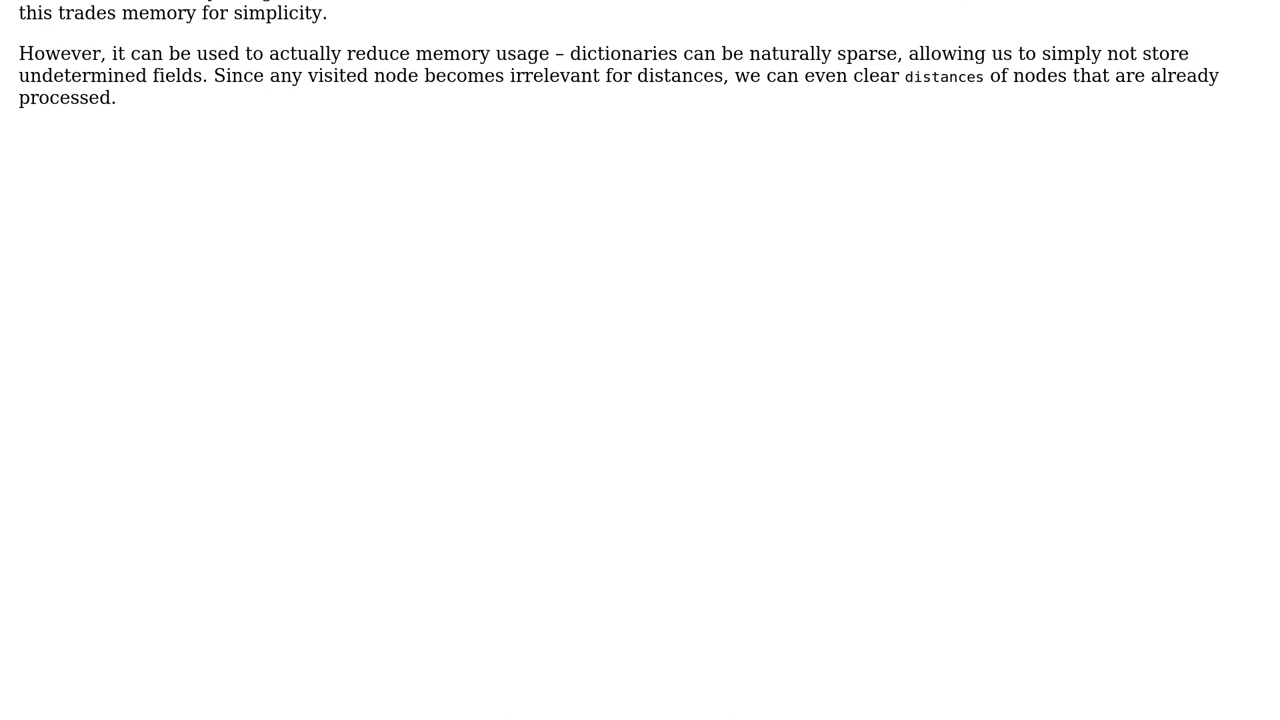 this trades memory for simplicity.
However, it can be used to actually reduce memory usage – dictionaries can be naturally sparse, allowing us to simply not store
undetermined fields. Since any visited node becomes irrelevant for distances, we can even clear distances of nodes that are already
processed.